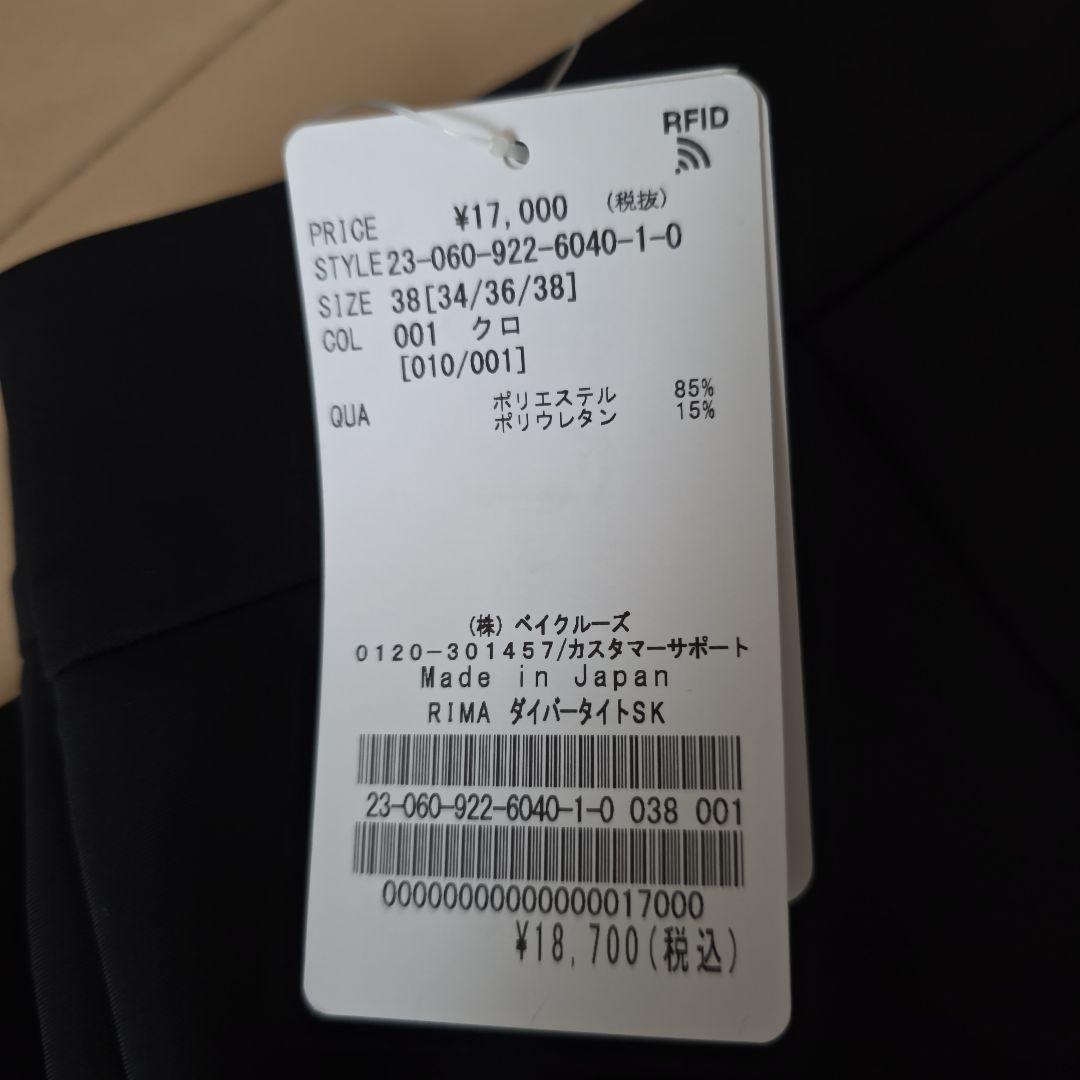 RFID
PRICE ¥17,000 (税抜)
STYLE 23-060-922-6040-1-0
SIZE 38[34/36/38]
COL 001 クロ
[010/001]
QUA ポリエステル 85%
ポリウレタン 15%
(株) ベイクルーズ
0120-301457/カスタマーサポート
Made in Japan
RIMA ダイバータイトSK
23-060-922-6040-1-0 038 001
00000000000000017000
¥18,700(税込)